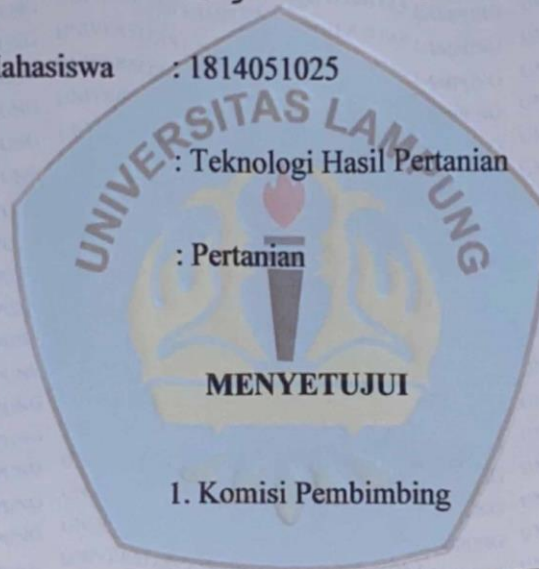 ahasiswa : 1814051025
UNIVERSITAS LAMPUNG
: Teknologi Hasil Pertanian
: Pertanian
MENYETUJUI
1. Komisi Pembimbing